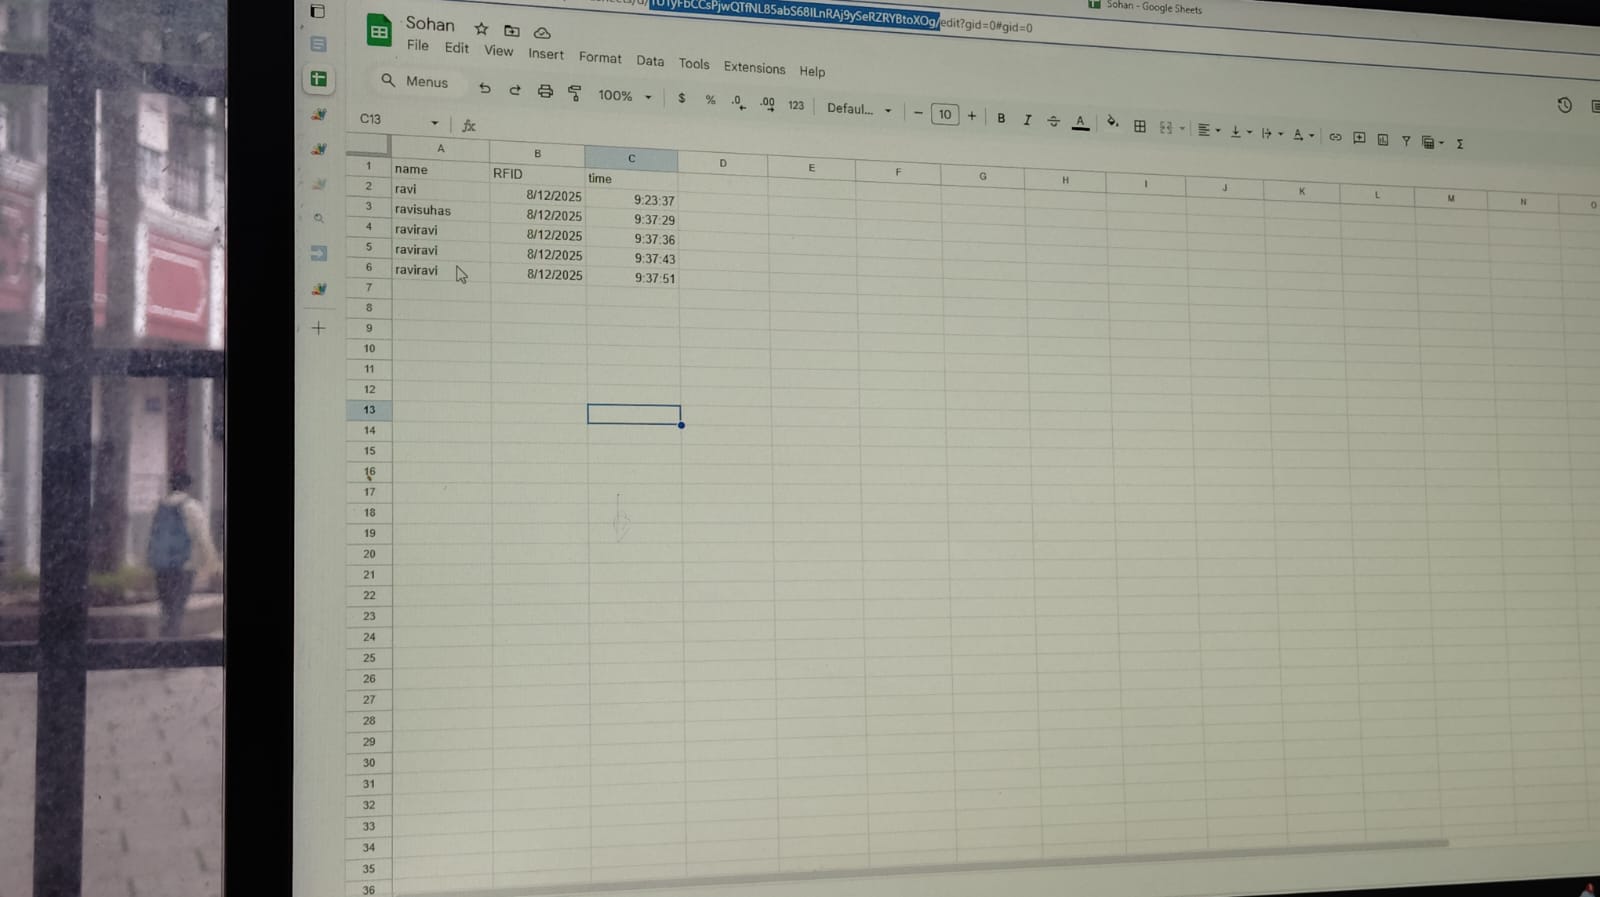 Sohan - Google Sheets
edit?gid=0#gid=0
Sohan
File Edit View Insert Format Data Tools Extensions Help
Menus 100% $ % .0 .00 123 Defaul... - 10 + B I A Σ
C13 fx
A B C D E F G H I J K L M N O
1 name RFID time
2 ravi 8/12/2025 9:23:37
3 ravisuhas 8/12/2025 9:37:29
4 raviravi 8/12/2025 9:37:36
5 raviravi 8/12/2025 9:37:43
6 raviravi 8/12/2025 9:37:51
7
8
9
10
11
12
13
14
15
16
17
18
19
20
21
22
23
24
25
26
27
28
29
30
31
32
33
34
35
36